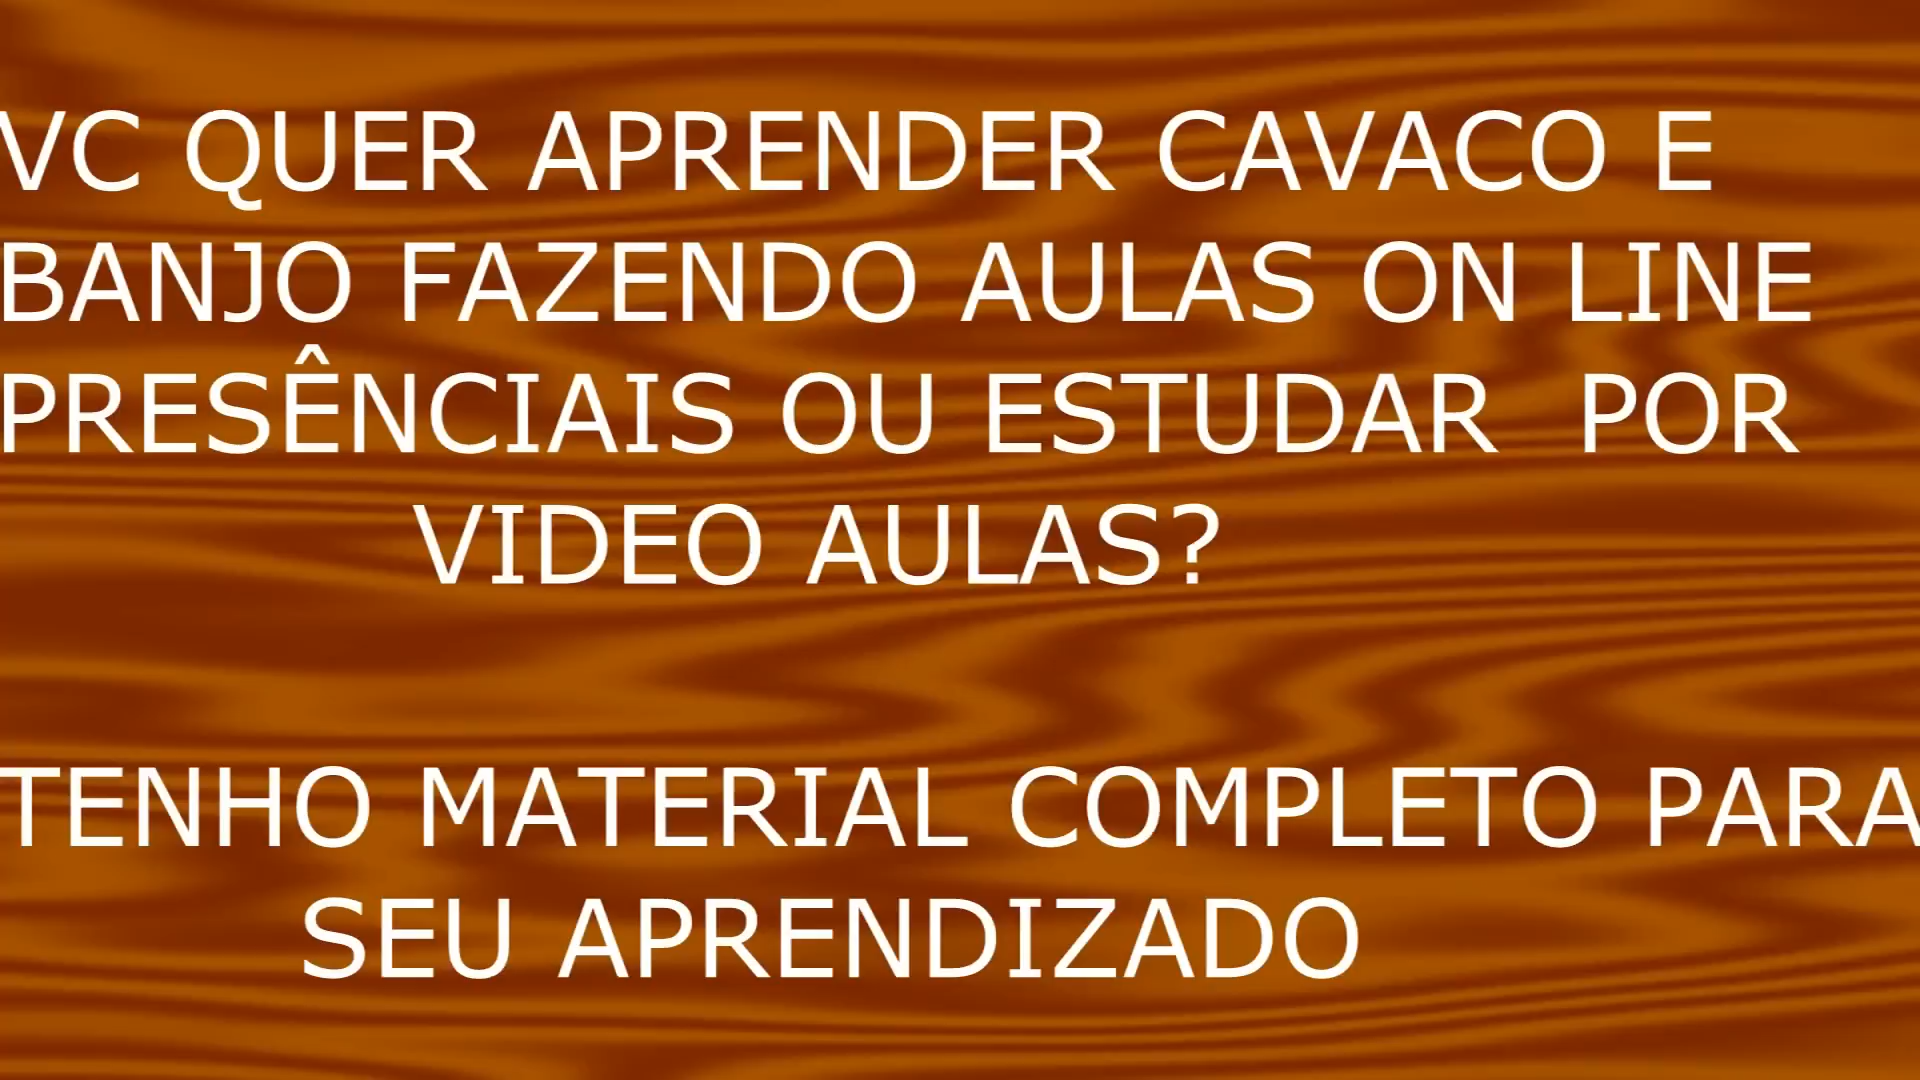 VC QUER APRENDER CAVACO E
BANJO FAZENDO AULAS ON LINE
PRESÊNCIAIS OU ESTUDAR  POR
VIDEO AULAS?
TENHO MATERIAL COMPLETO PARA
SEU APRENDIZADO